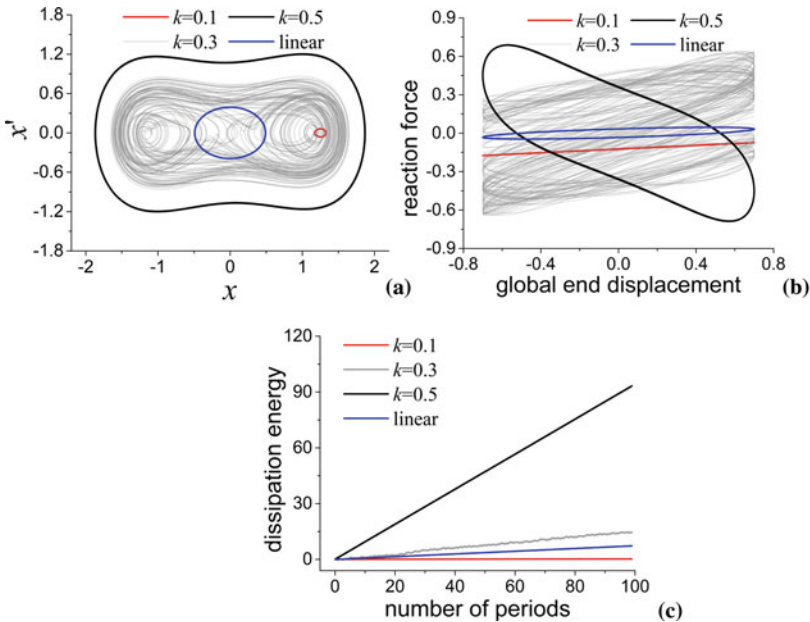 k=0.1 k=0.5
k=0.3 linear
1.8
1.2
0.6
0.0
-0.6
-1.2
-1.8
x'
-2 -1 0 1 2
x
(a)
k=0.1 k=0.5
k=0.3 linear
0.9
0.6
0.3
0.0
-0.3
-0.6
-0.9
reaction force
-0.8 -0.4 0.0 0.4 0.8
global end displacement
(b)
120
90
60
30
0
dissipation energy
k=0.1
k=0.3
k=0.5
linear
0 20 40 60 80 100
number of periods
(c)